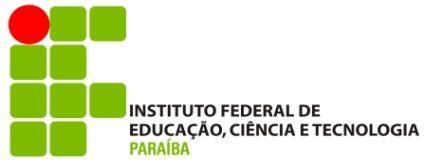 INSTITUTO FEDERAL DE
EDUCAÇÃO, CIÊNCIA E TECNOLOGIA
PARAÍBA